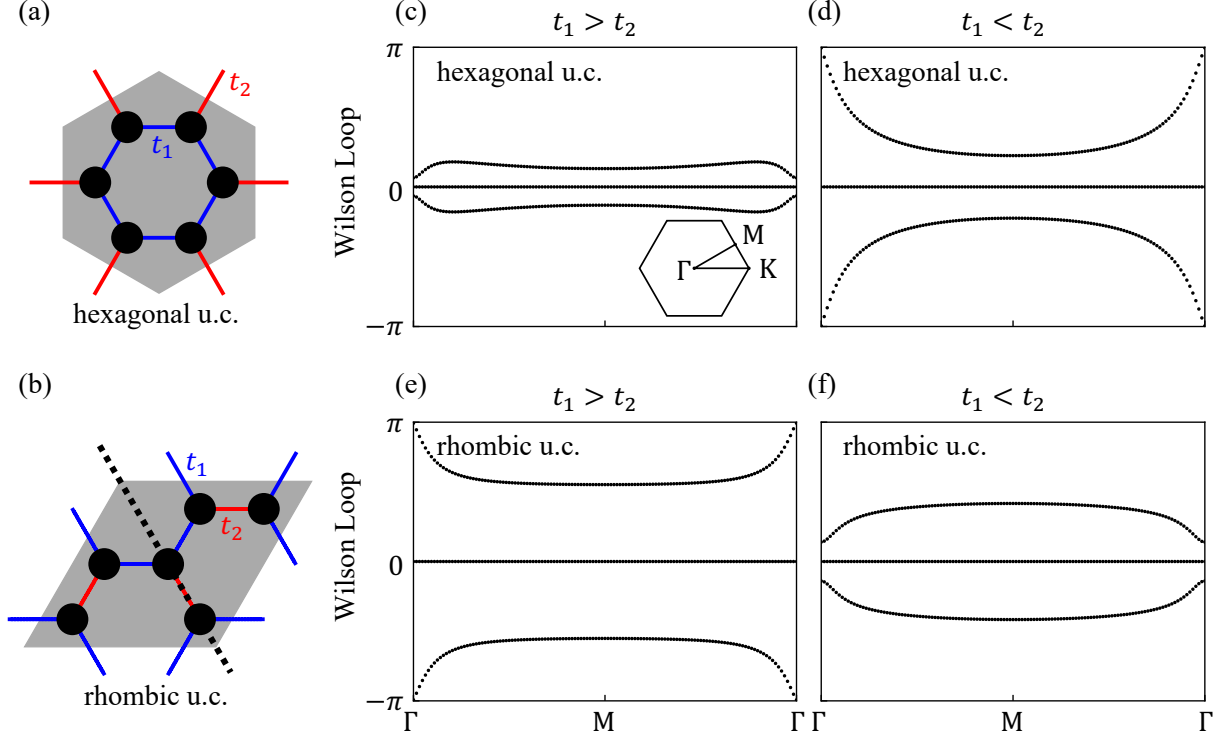 (a)
t₂
t₁
hexagonal u.c.
(b)
t₁
t₂
rhombic u.c.
(c)
t₁ > t₂
π
hexagonal u.c.
Wilson Loop
0
M
Γ
K
−π
(d)
t₁ < t₂
hexagonal u.c.
(e)
t₁ > t₂
π
rhombic u.c.
Wilson Loop
0
−π
Γ
M
Γ
(f)
t₁ < t₂
rhombic u.c.
Γ
M
Γ